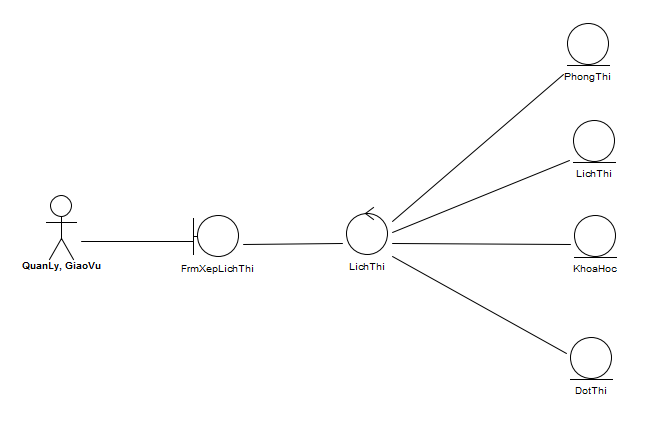 PhongThi
LichThi
QuanLy, GiaoVu
FrmXepLichThi
LichThi
KhoaHoc
DotThi